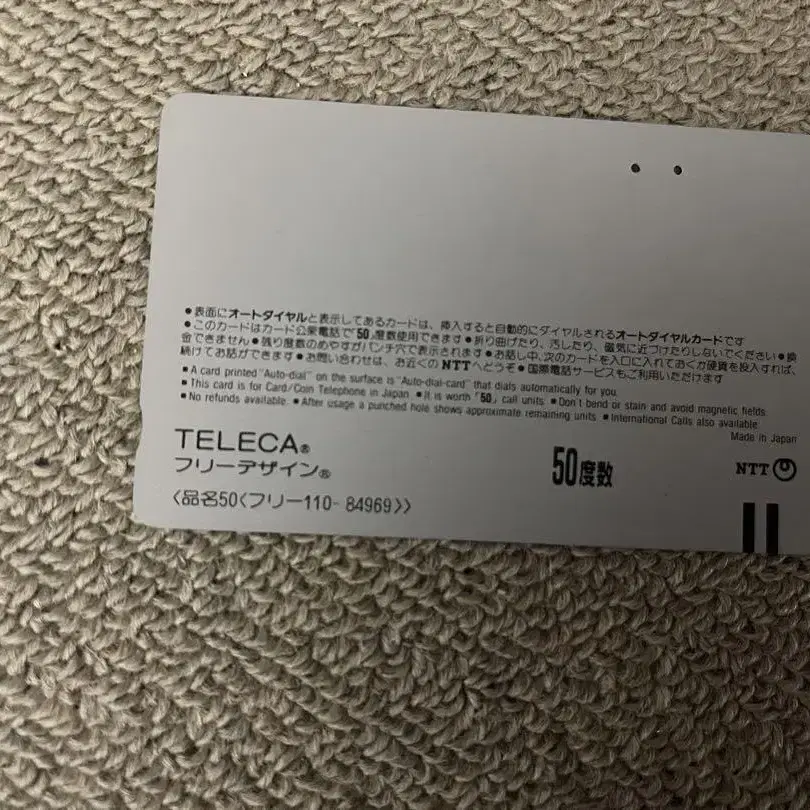 ●表面にオートダイヤルと表示してあるカードは、挿入すると自動的にダイヤルされるオートダイヤルカードです
●このカードはカード公衆電話で“50”度数使用できます●折り曲げたり、汚したり、磁気に近づけたりしないでください●換
金できません●残り度数のめやすがパンチ穴で表示されます●お話し中、次のカードを入口に入れておくか硬貨を投入すれば、
続けてお話ができます●お問い合わせは、お近くのNTTへどうぞ●国際電話サービスもご利用いただけます
■A card printed "Auto-dial" on the surface is "Auto-dial-card" that dials automatically for you.
■This card is for Card/Coin Telephone in Japan ■It is worth "50" call units ■Don't bend or stain and avoid magnetic fields
■No refunds available. ■After usage a punched hole shows approximate remaining units ■International Calls also available
Made in Japan
TELECA®
フリーデザイン®
50度数
NTT
〈品名50〈フリー110-84969〉〉